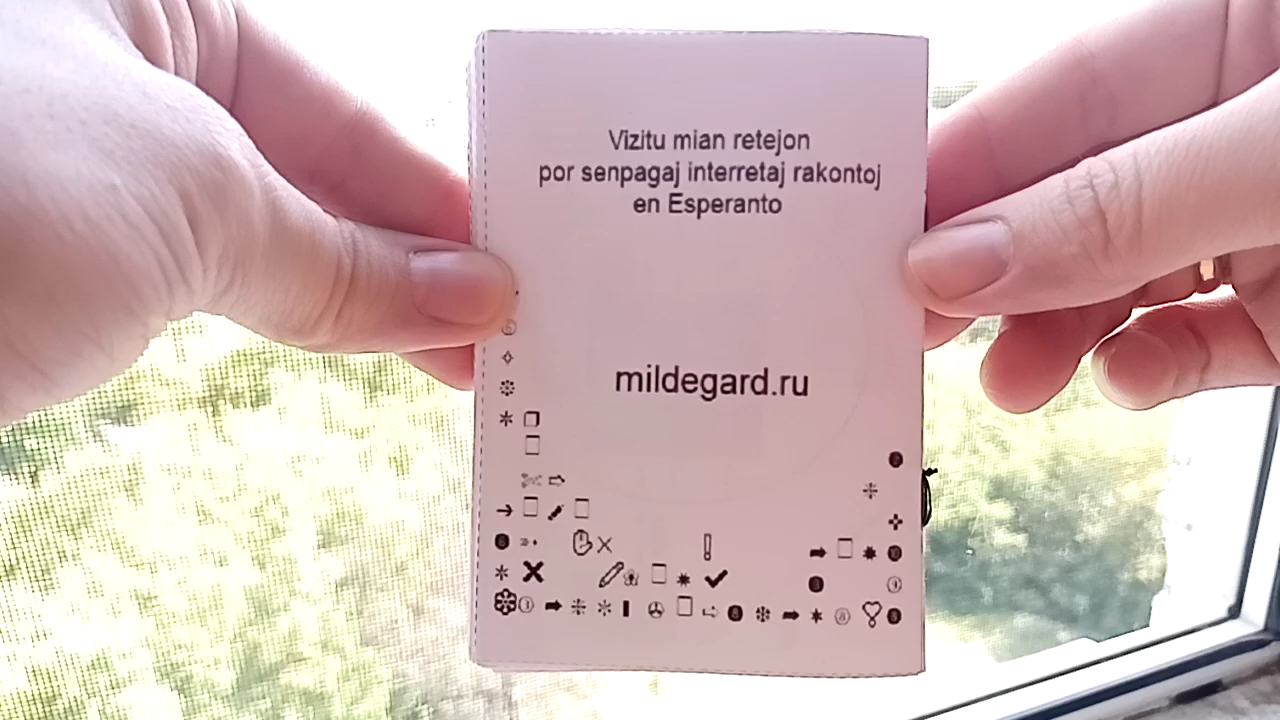 Vizitu mian retejon
por senpagaj interretaj rakontoj
en Esperanto
mildegard.ru